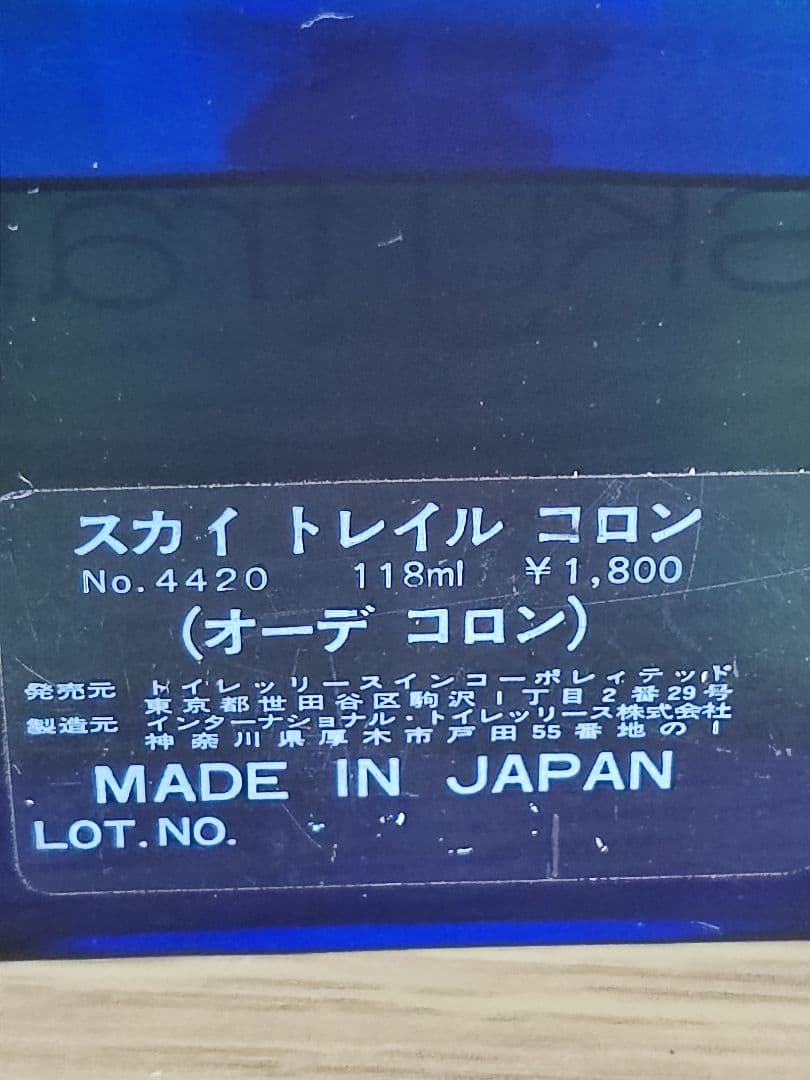 スカイ トレイル コロン
No.4420 118ml ¥1,800
(オーデ コロン)
発売元 トイレッリースインコーポレィテッド
東京都世田谷区駒沢1丁目2番29号
製造元 インターナショナル・トイレッリース株式会社
神奈川県厚木市戸田55番地の1
MADE IN JAPAN
LOT.NO.